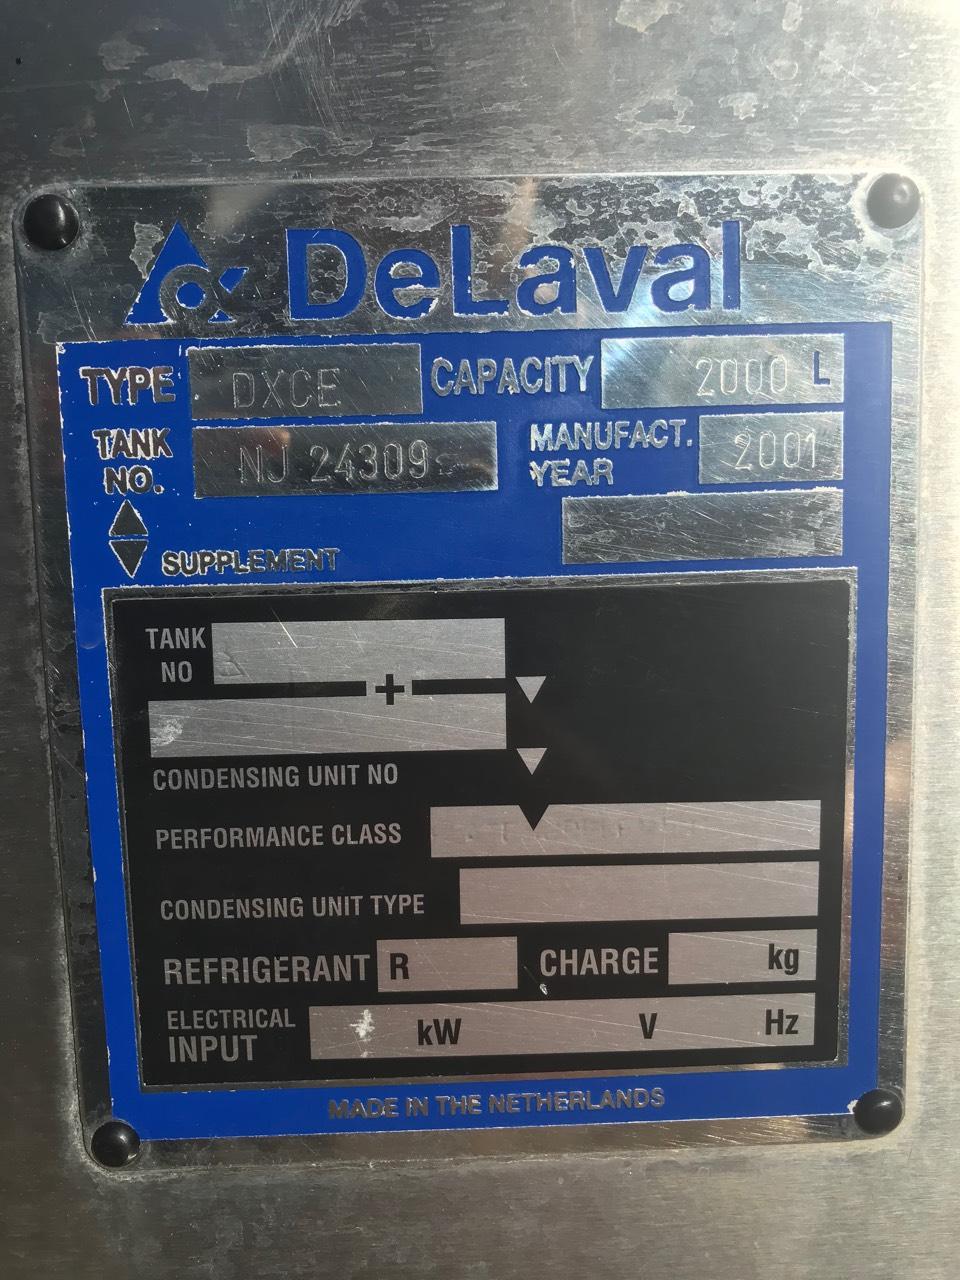 DeLaval
TYPE DXCE CAPACITY 2000 L
TANK NO. NJ 24309 MANUFACT. YEAR 2001
SUPPLEMENT
TANK NO
+
CONDENSING UNIT NO
PERFORMANCE CLASS
CONDENSING UNIT TYPE
REFRIGERANT R CHARGE kg
ELECTRICAL INPUT kW V Hz
MADE IN THE NETHERLANDS